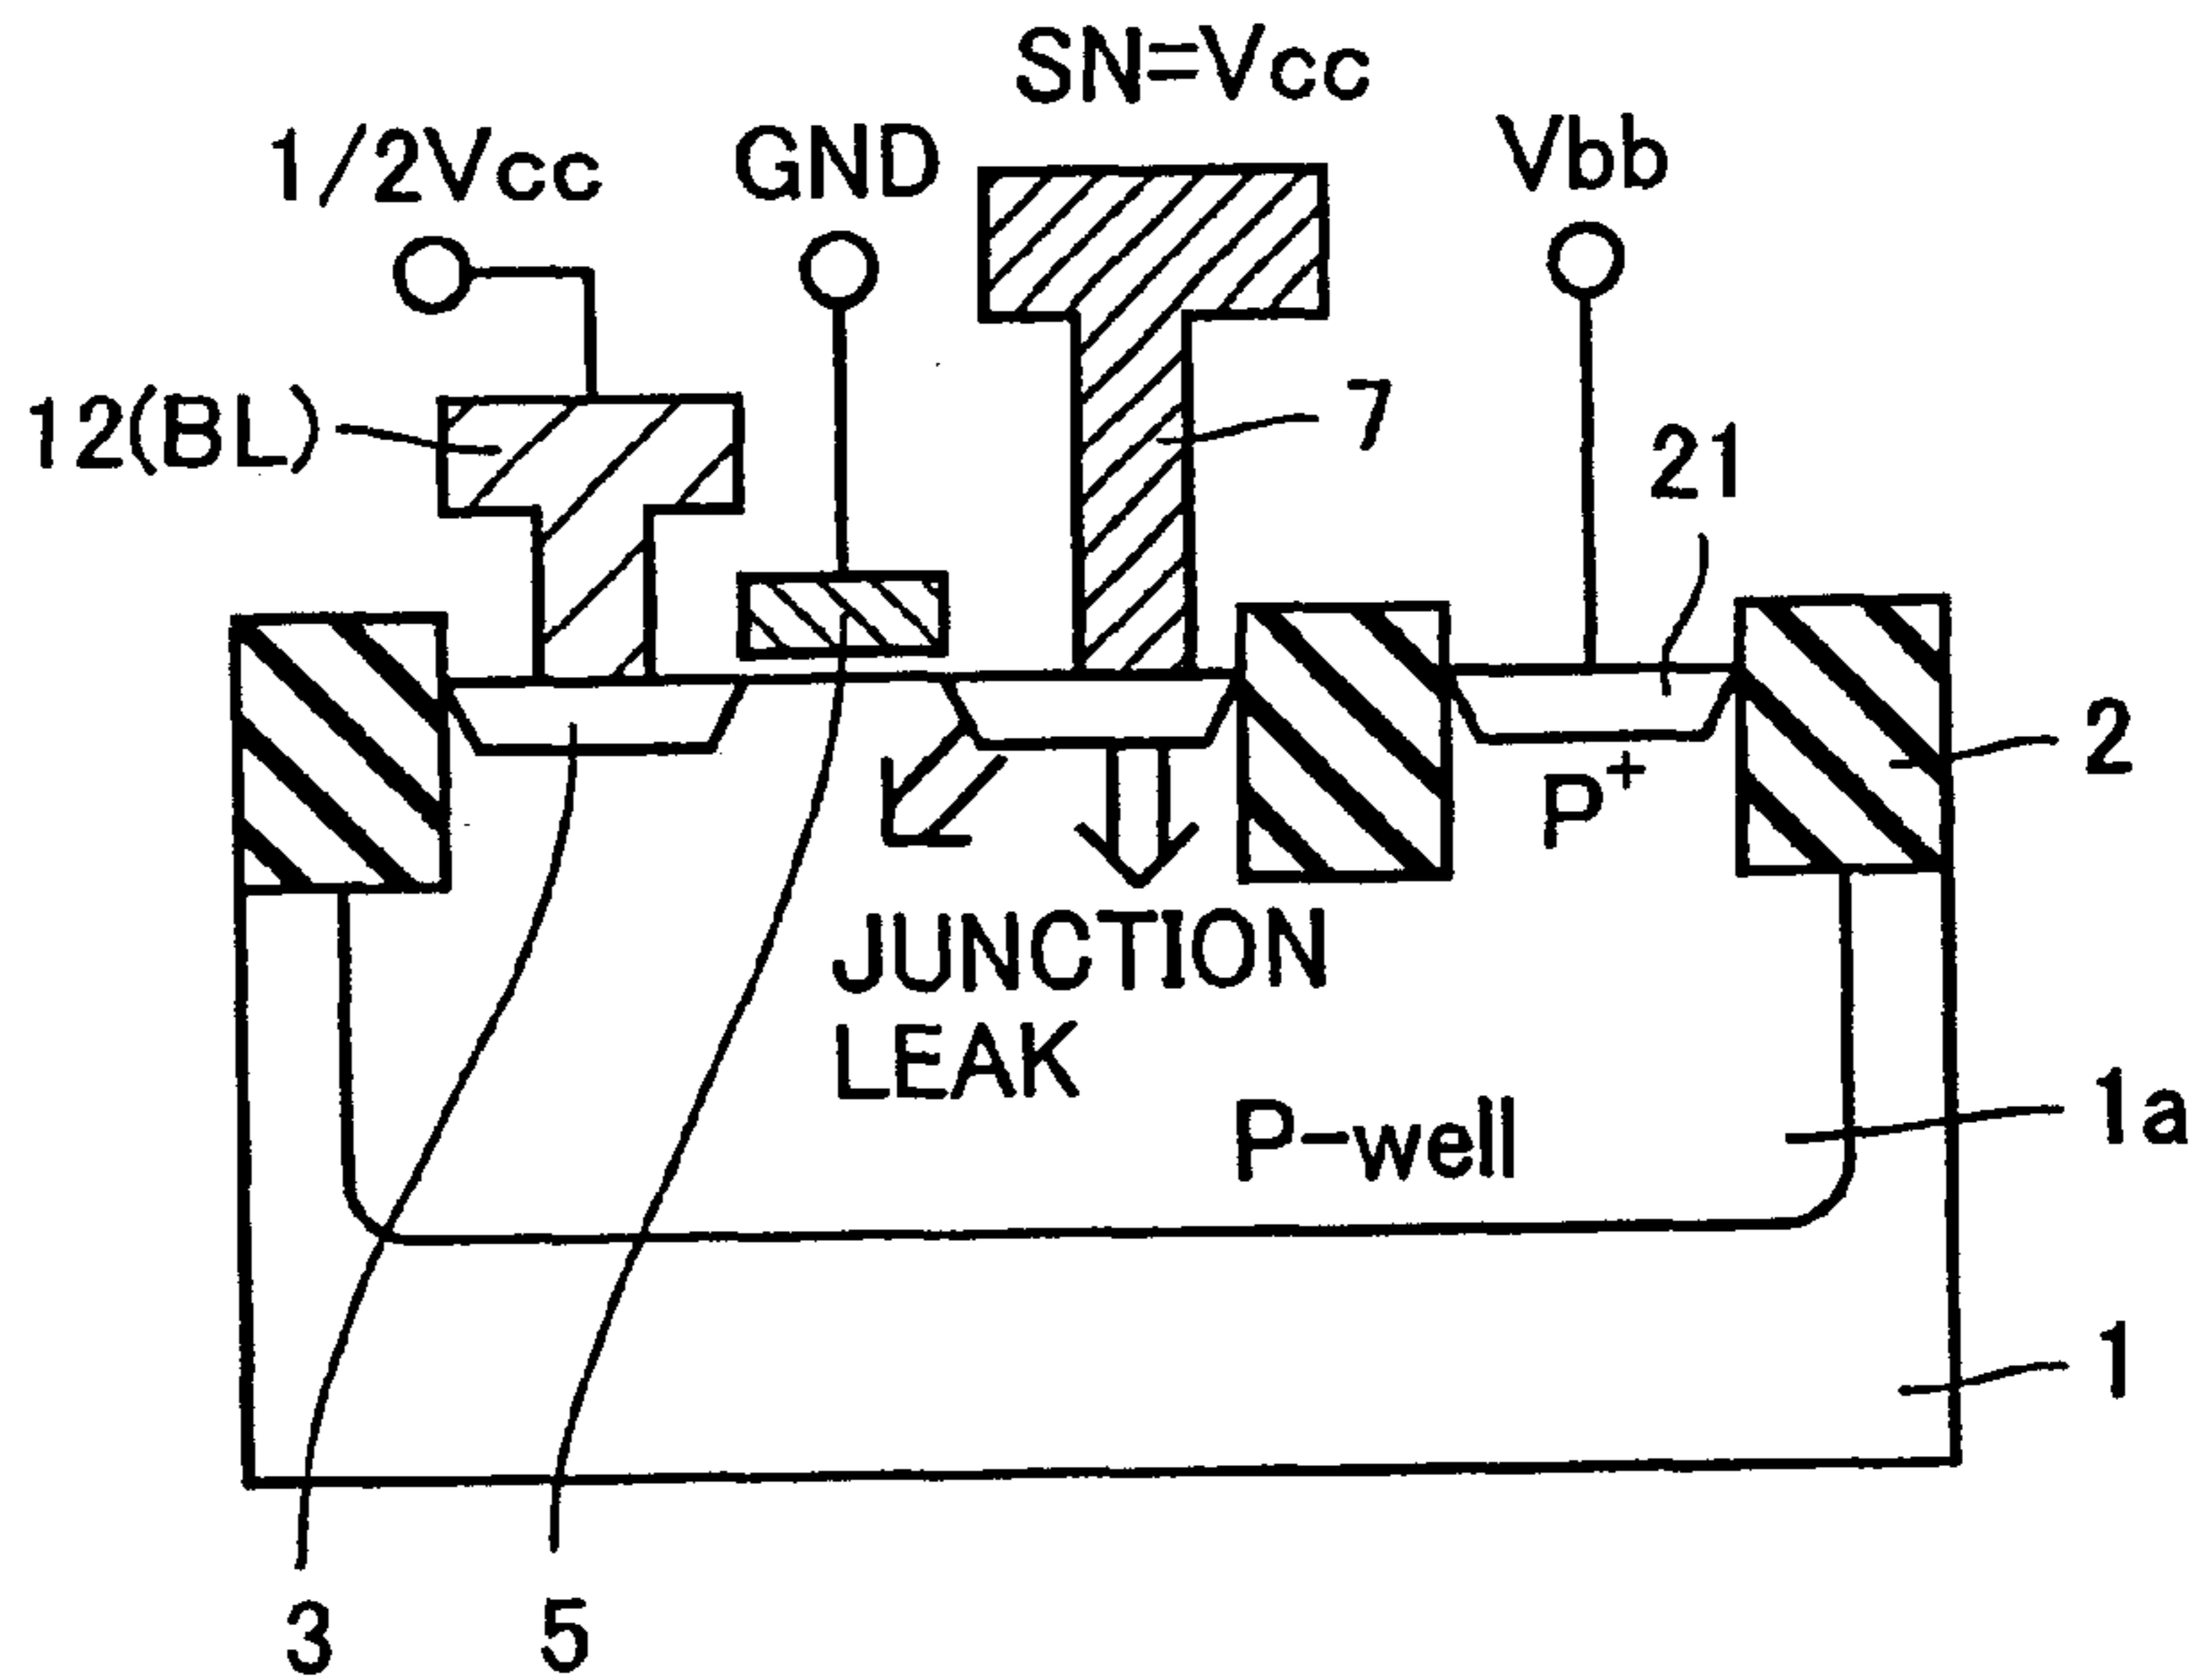 SN=Vcc
1/2Vcc
GND
Vbb
12(BL)
7
21
2
P+
JUNCTION
LEAK
P-well
1a
1
3
5